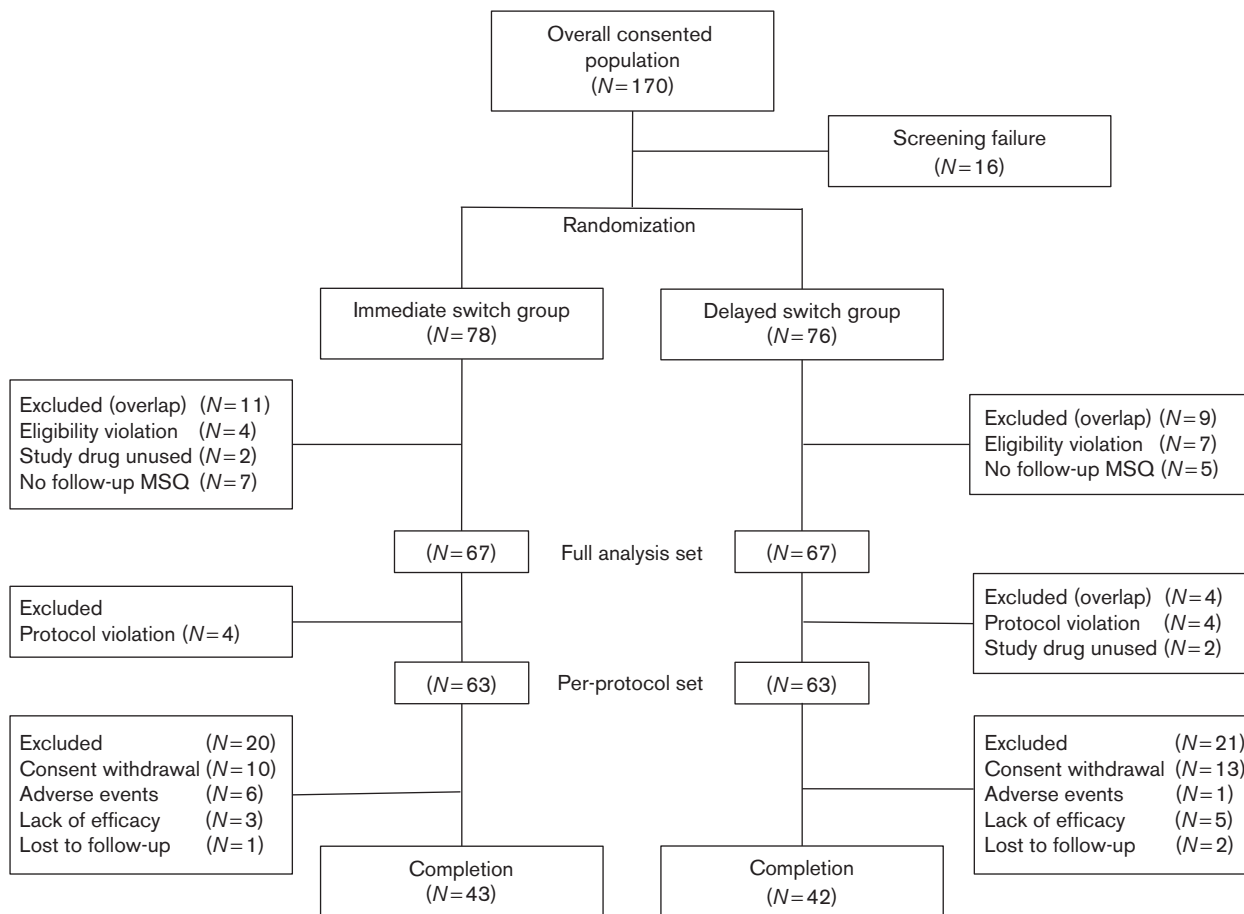 Overall consented
population
(N=170)
Screening failure
(N=16)
Randomization
Immediate switch group
(N=78)
Delayed switch group
(N=76)
Excluded (overlap) (N=11)
Eligibility violation (N=4)
Study drug unused (N=2)
No follow-up MSQ (N=7)
Excluded (overlap) (N=9)
Eligibility violation (N=7)
No follow-up MSQ (N=5)
(N=67)
Full analysis set
(N=67)
Excluded
Protocol violation (N=4)
Excluded (overlap) (N=4)
Protocol violation (N=4)
Study drug unused (N=2)
(N=63)
Per-protocol set
(N=63)
Excluded (N=20)
Consent withdrawal (N=10)
Adverse events (N=6)
Lack of efficacy (N=3)
Lost to follow-up (N=1)
Excluded (N=21)
Consent withdrawal (N=13)
Adverse events (N=1)
Lack of efficacy (N=5)
Lost to follow-up (N=2)
Completion
(N=43)
Completion
(N=42)